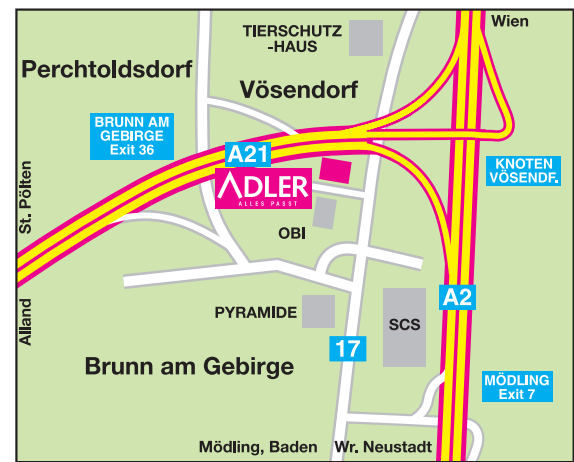 Wien
TIERSCHUTZ
-HAUS
Perchtoldsdorf
Vösendorf
BRUNN AM
GEBIRGE
Exit 36
A21
KNOTEN
VÖSENDF.
ADLER
ALLES PASST
St. Pölten
OBI
Alland
A2
PYRAMIDE
SCS
17
Brunn am Gebirge
MÖDLING
Exit 7
Mödling, Baden
Wr. Neustadt